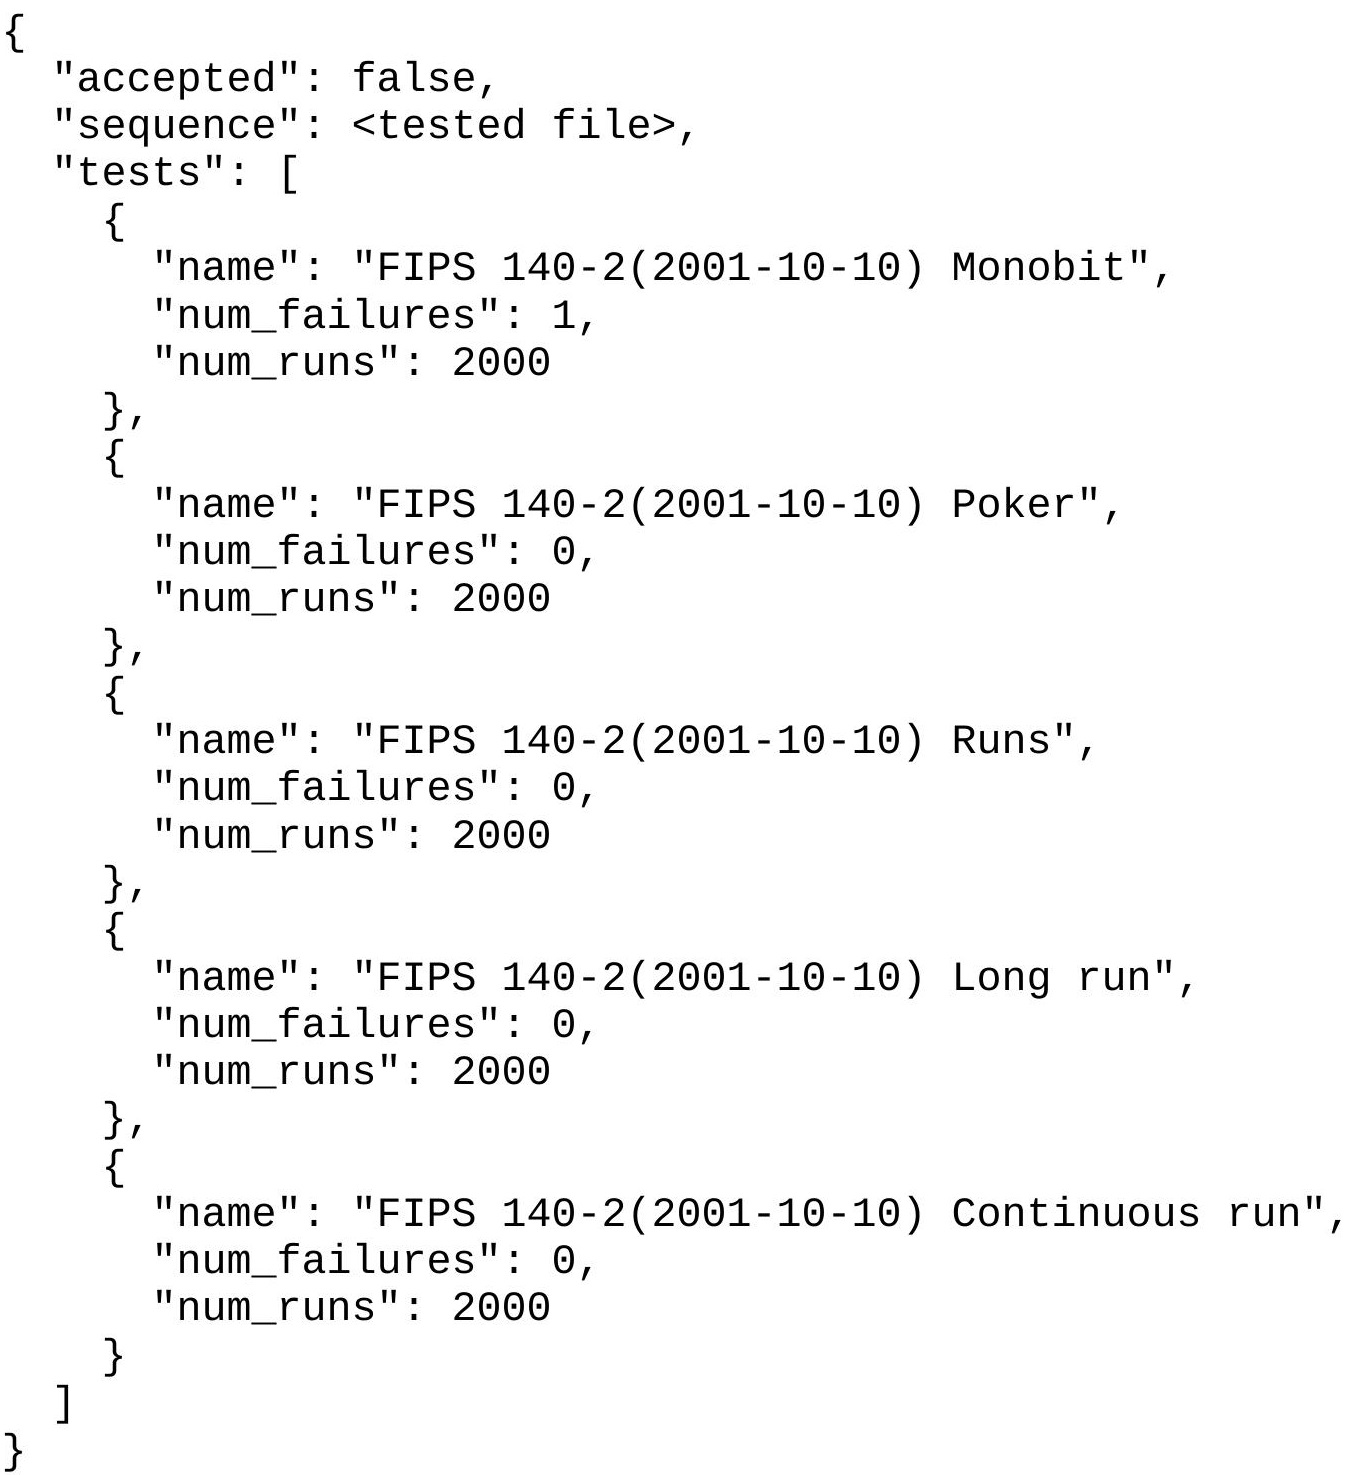 {
  "accepted": false,
  "sequence": <tested file>,
  "tests": [
    {
      "name": "FIPS 140-2(2001-10-10) Monobit",
      "num_failures": 1,
      "num_runs": 2000
    },
    {
      "name": "FIPS 140-2(2001-10-10) Poker",
      "num_failures": 0,
      "num_runs": 2000
    },
    {
      "name": "FIPS 140-2(2001-10-10) Runs",
      "num_failures": 0,
      "num_runs": 2000
    },
    {
      "name": "FIPS 140-2(2001-10-10) Long run",
      "num_failures": 0,
      "num_runs": 2000
    },
    {
      "name": "FIPS 140-2(2001-10-10) Continuous run",
      "num_failures": 0,
      "num_runs": 2000
    }
  ]
}